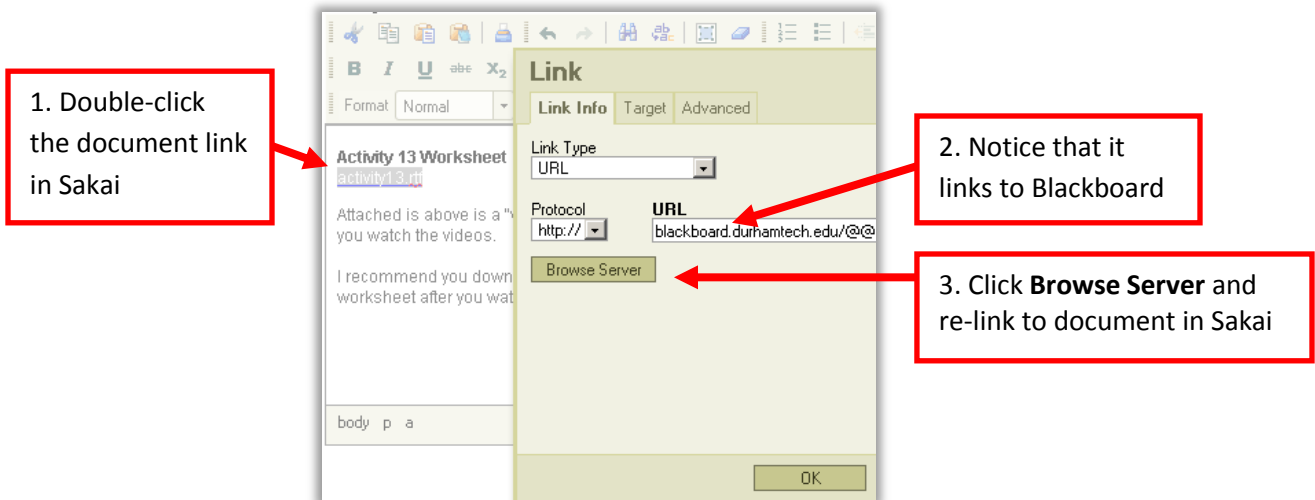 B I U abc X₂
Format Normal
1. Double-click
the document link
in Sakai
Activity 13 Worksheet
activity13.rtf
Attached is above is a "
you watch the videos.
I recommend you down
worksheet after you wat
body p a
Link
Link Info Target Advanced
Link Type
URL
Protocol URL
http:// blackboard.durhamtech.edu/@@
Browse Server
OK
2. Notice that it
links to Blackboard
3. Click Browse Server and
re-link to document in Sakai